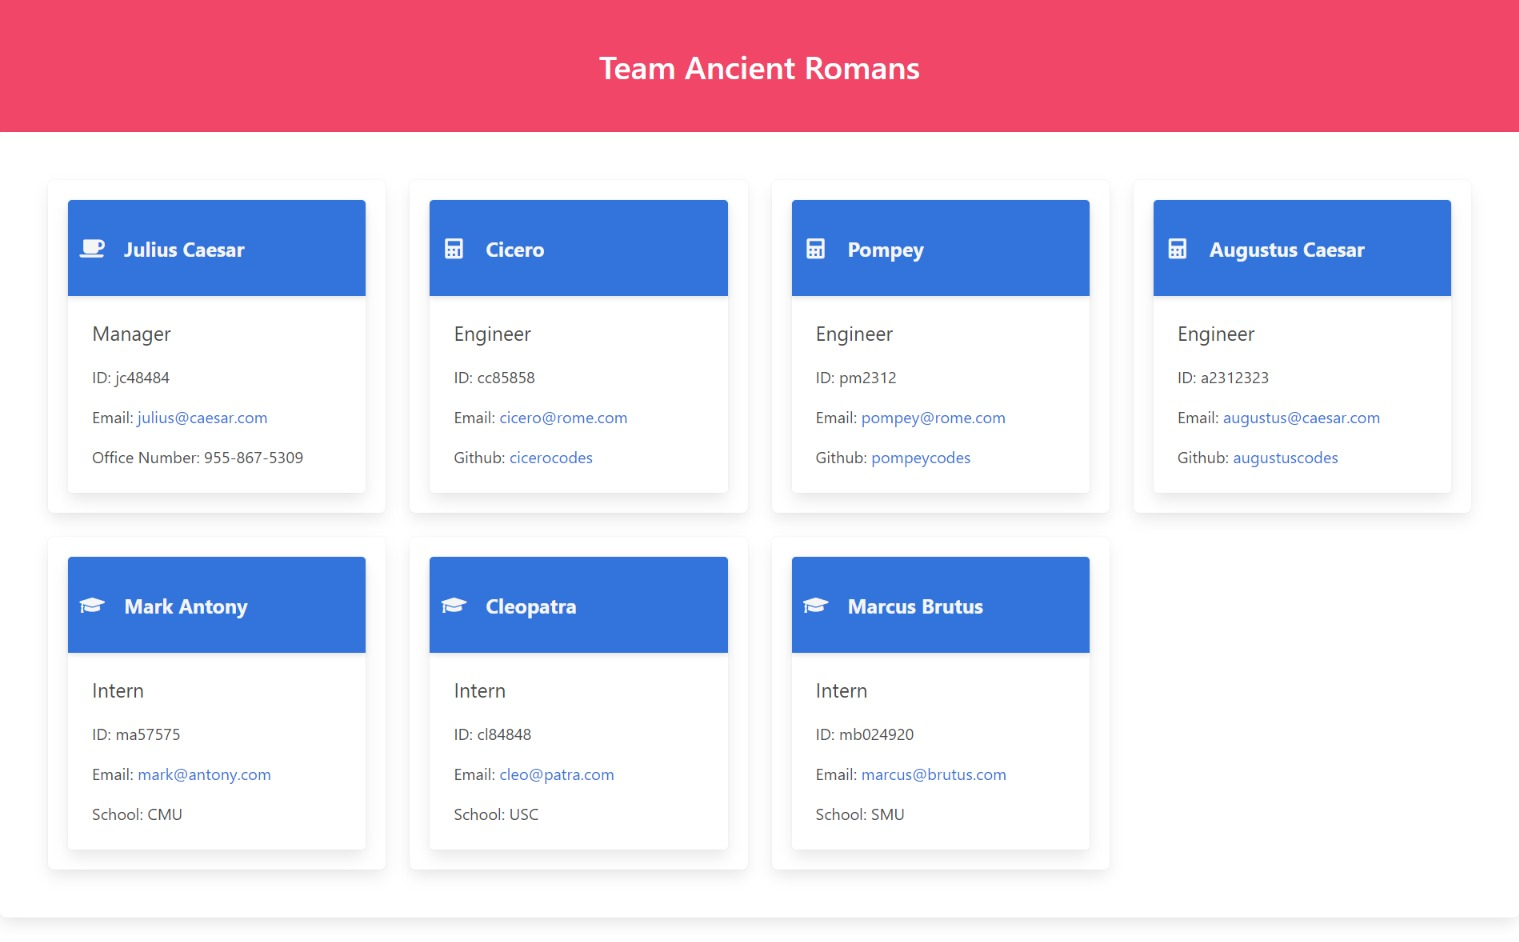 Team Ancient Romans
Julius Caesar
Manager
ID: jc48484
Email: julius@caesar.com
Office Number: 955-867-5309
Cicero
Engineer
ID: cc85858
Email: cicero@rome.com
Github: cicerocodes
Pompey
Engineer
ID: pm2312
Email: pompey@rome.com
Github: pompeycodes
Augustus Caesar
Engineer
ID: a2312323
Email: augustus@caesar.com
Github: augustuscodes
Mark Antony
Intern
ID: ma57575
Email: mark@antony.com
School: CMU
Cleopatra
Intern
ID: cl84848
Email: cleo@patra.com
School: USC
Marcus Brutus
Intern
ID: mb024920
Email: marcus@brutus.com
School: SMU